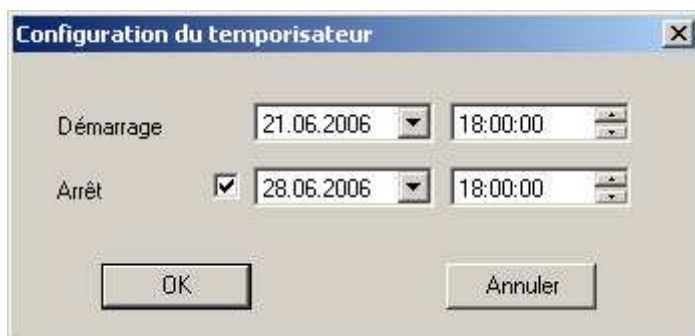 Configuration du temporisateur
Démarrage 21.06.2006 18:00:00
Arrêt 28.06.2006 18:00:00
OK Annuler